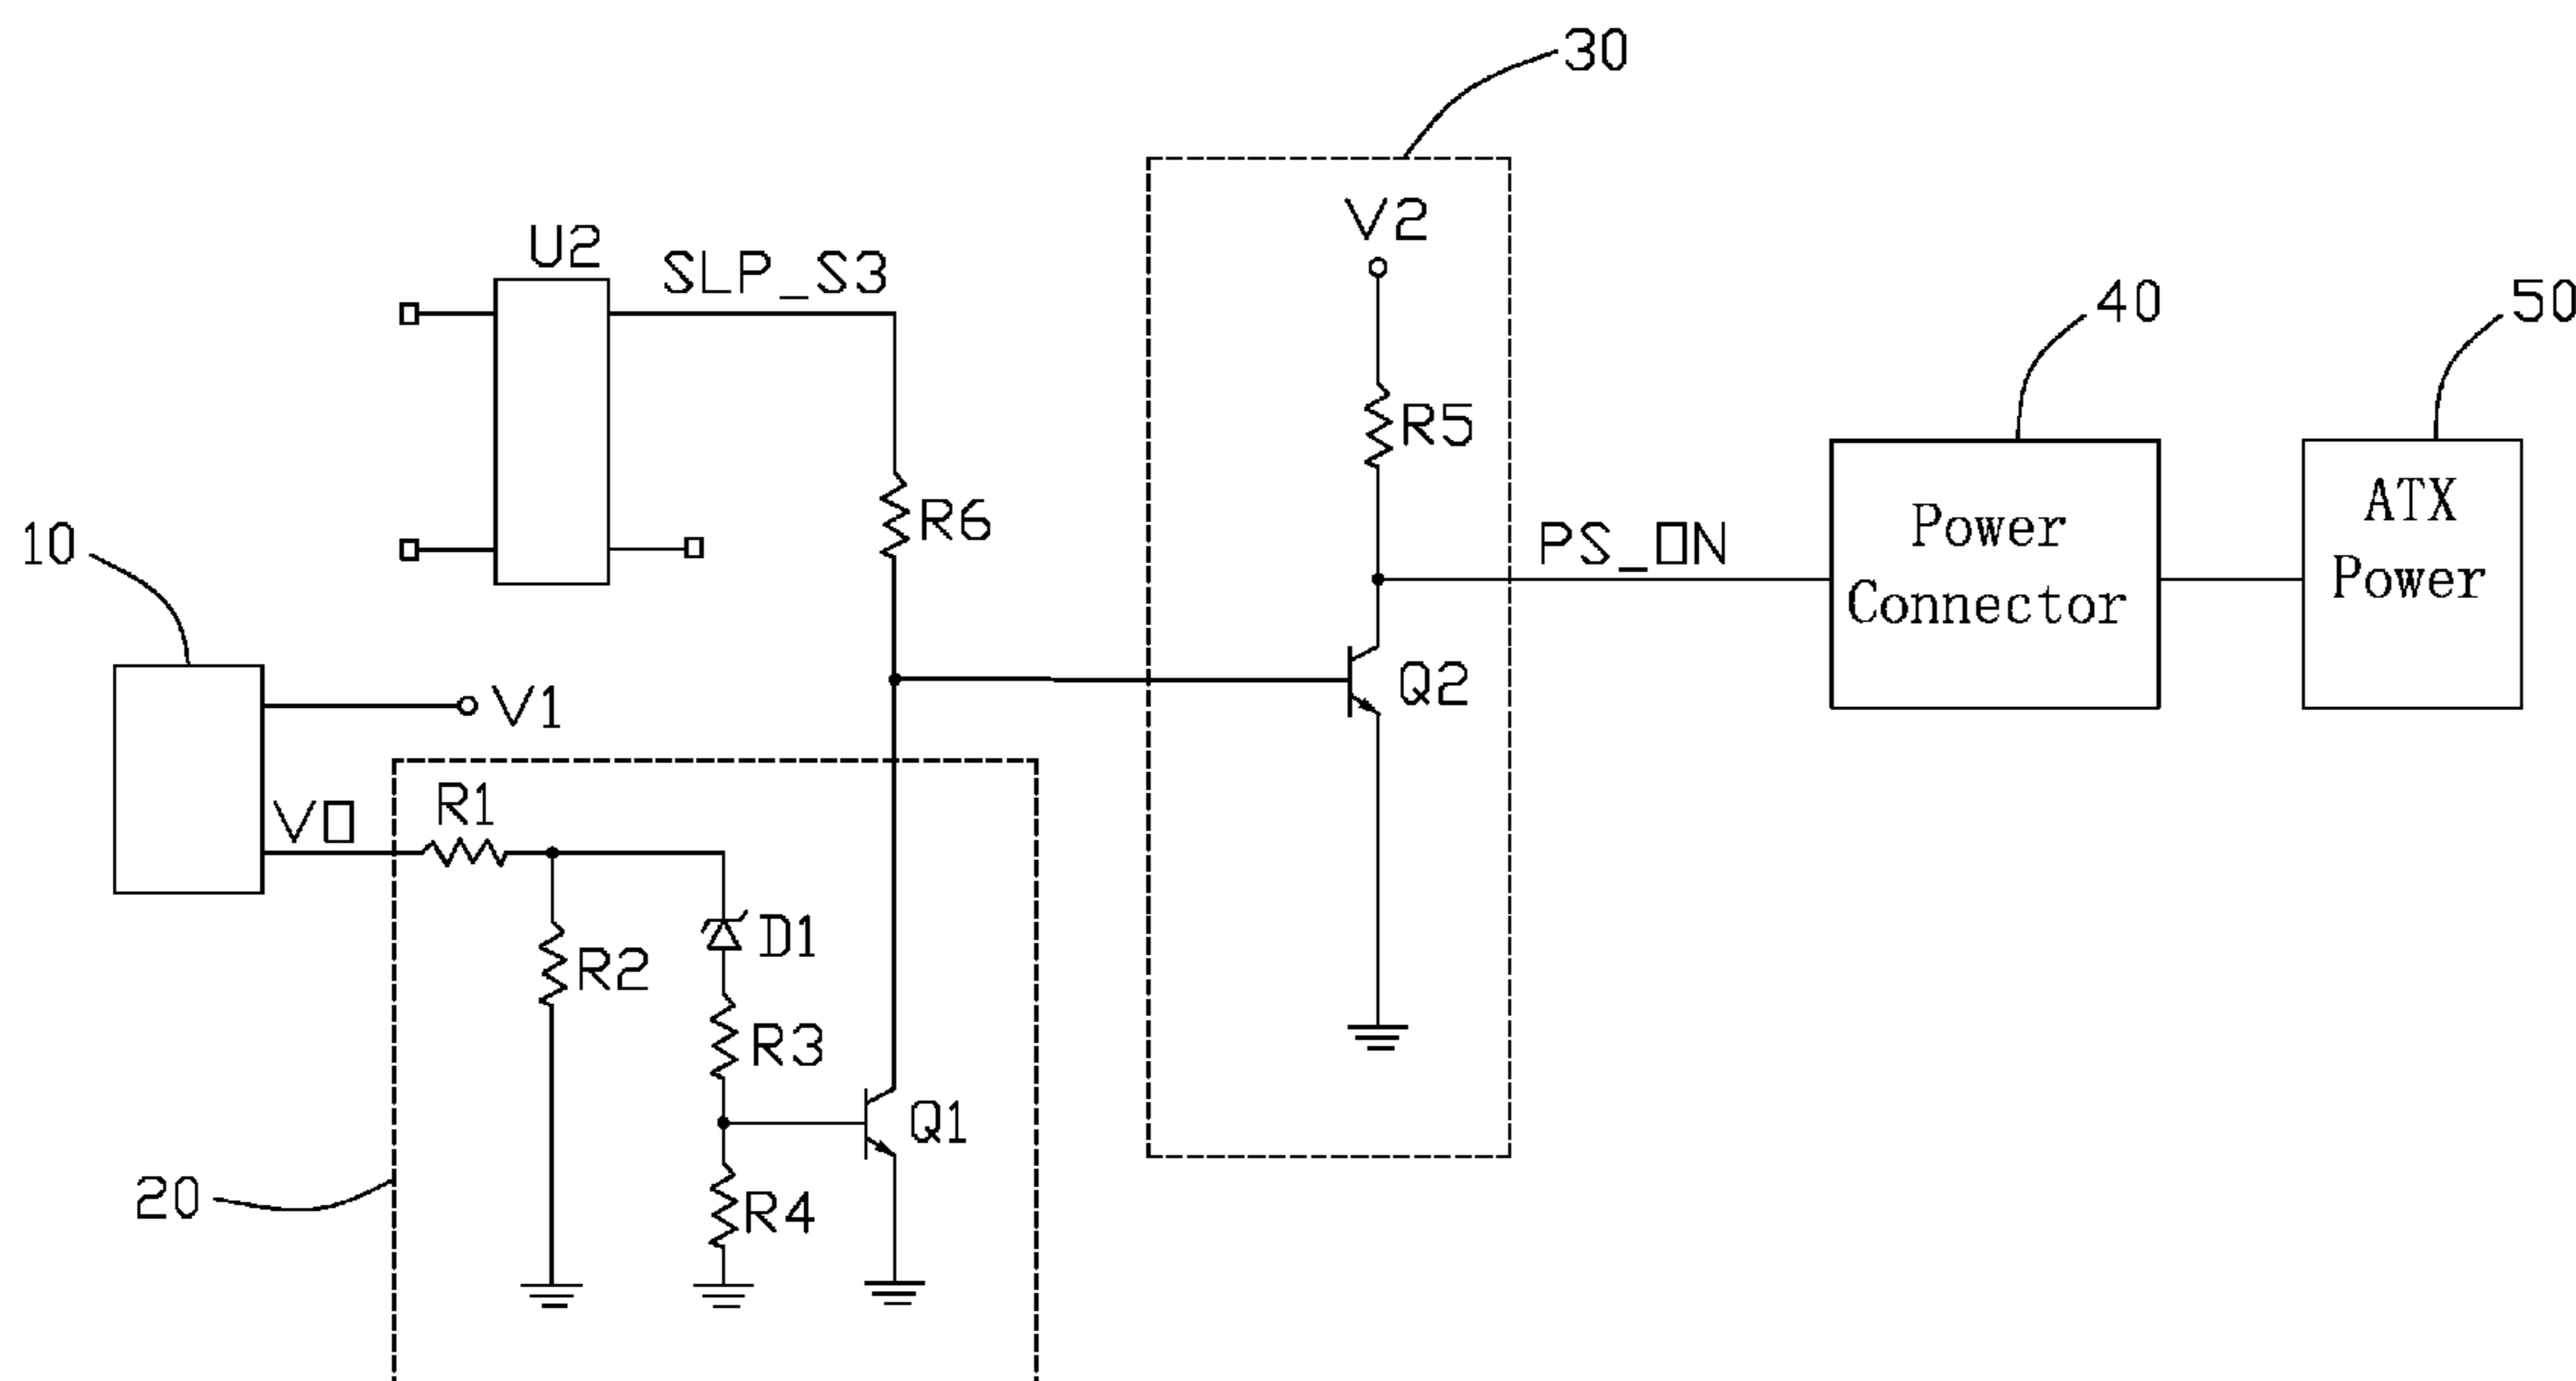 30
V2
U2
SLP_S3
40
50
R5
R6
10
PS_ON
Power
Connector
ATX
Power
Q2
V1
R1
VO
D1
R2
R3
Q1
20
R4